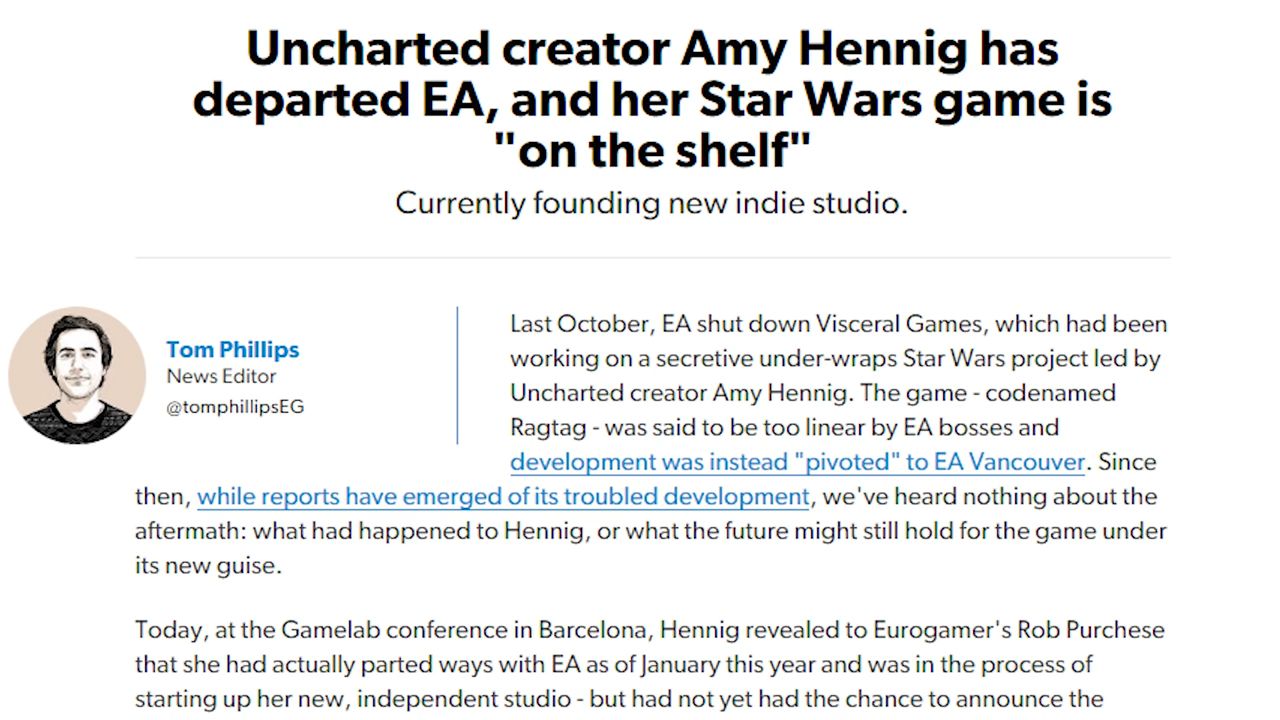 Uncharted creator Amy Hennig has
departed EA, and her Star Wars game is
"on the shelf"
Currently founding new indie studio.
Tom Phillips
News Editor
@tomphillipsEG
Last October, EA shut down Visceral Games, which had been
working on a secretive under-wraps Star Wars project led by
Uncharted creator Amy Hennig. The game - codenamed
Ragtag - was said to be too linear by EA bosses and
development was instead "pivoted" to EA Vancouver. Since
then, while reports have emerged of its troubled development, we've heard nothing about the
aftermath: what had happened to Hennig, or what the future might still hold for the game under
its new guise.
Today, at the Gamelab conference in Barcelona, Hennig revealed to Eurogamer's Rob Purchese
that she had actually parted ways with EA as of January this year and was in the process of
starting up her new, independent studio - but had not yet had the chance to announce the